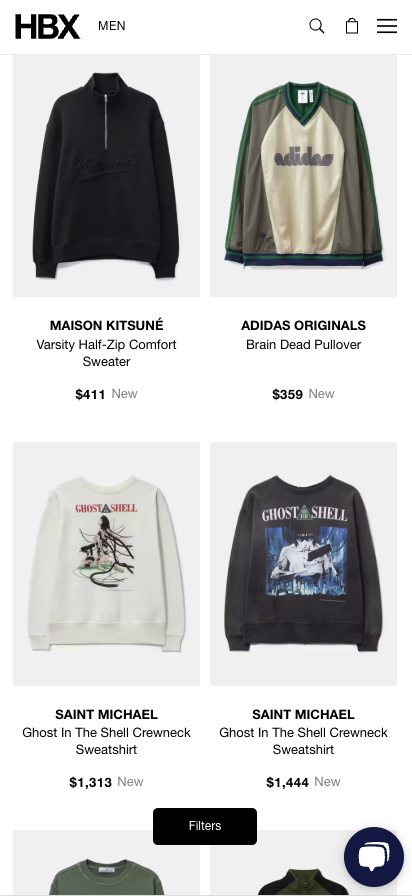 HBX MEN
adidas
MAISON KITSUNÉ
Varsity Half-Zip Comfort
Sweater
$411 New
ADIDAS ORIGINALS
Brain Dead Pullover
$359 New
GHOST IN THE SHELL
GHOST IN THE SHELL
SAINT MICHAEL
Ghost In The Shell Crewneck
Sweatshirt
$1,313 New
SAINT MICHAEL
Ghost In The Shell Crewneck
Sweatshirt
$1,444 New
Filters